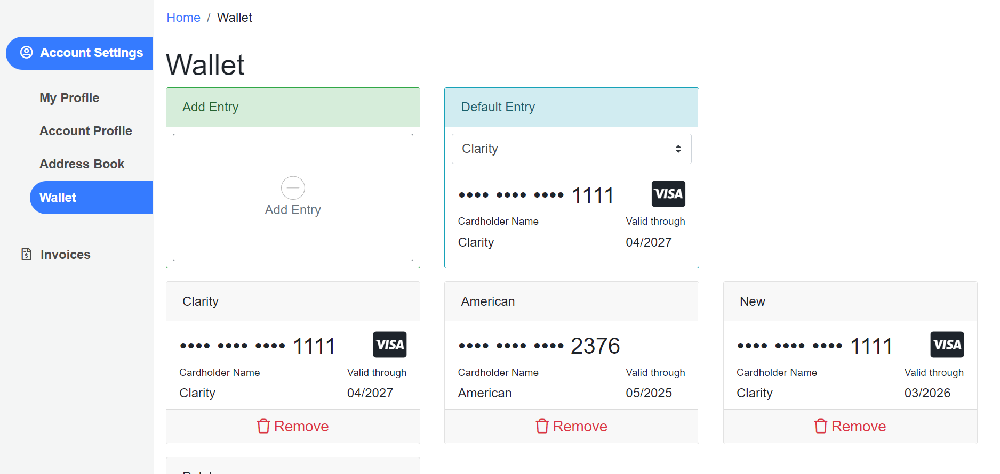 Home / Wallet
Account Settings
My Profile
Account Profile
Address Book
Wallet
Invoices
Wallet
Add Entry
Add Entry
Default Entry
Clarity
•••• •••• •••• 1111 VISA
Cardholder Name Valid through
Clarity 04/2027
Clarity
•••• •••• •••• 1111 VISA
Cardholder Name Valid through
Clarity 04/2027
Remove
American
•••• •••• •••• 2376
Cardholder Name Valid through
American 05/2025
Remove
New
•••• •••• •••• 1111 VISA
Cardholder Name Valid through
Clarity 03/2026
Remove